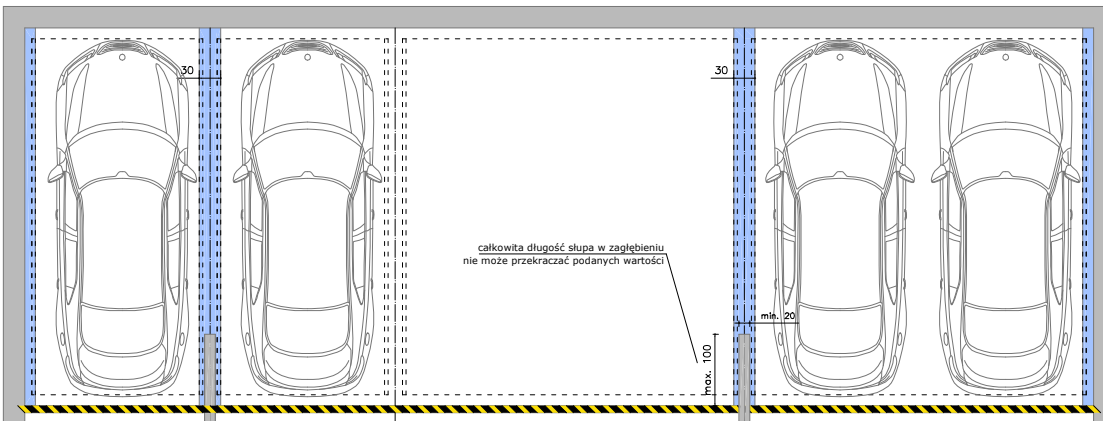 30
30
całkowita długość słupa w zagłębieniu
nie może przekraczać podanych wartości
min. 20
max. 100